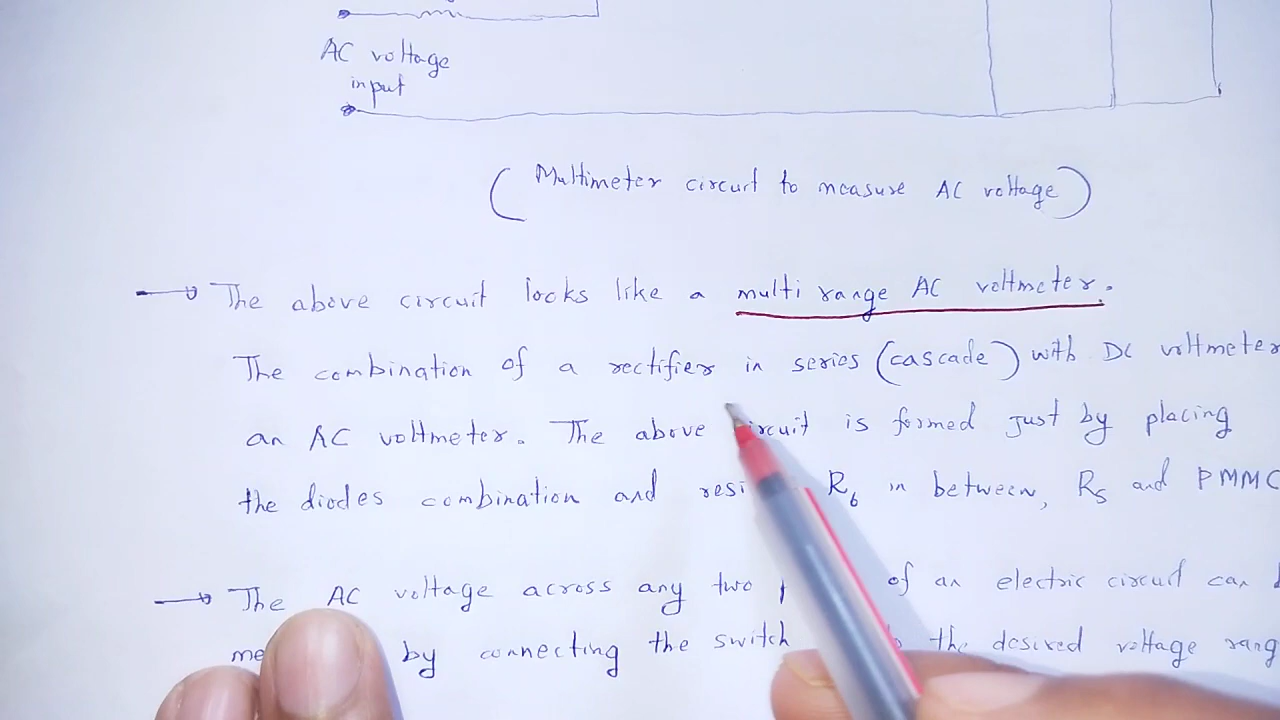 AC voltage
input
( Multimeter circuit to measure AC voltage )
The above circuit looks like a multi range AC voltmeter.
The combination of a rectifier in series (cascade) with DC voltmeter
an AC voltmeter. The above circuit is formed just by placing
the diodes combination and R6 in between, R5 and PMMC
The AC voltage across any two of an electric circuit can
by connecting the switch the desired voltage rang